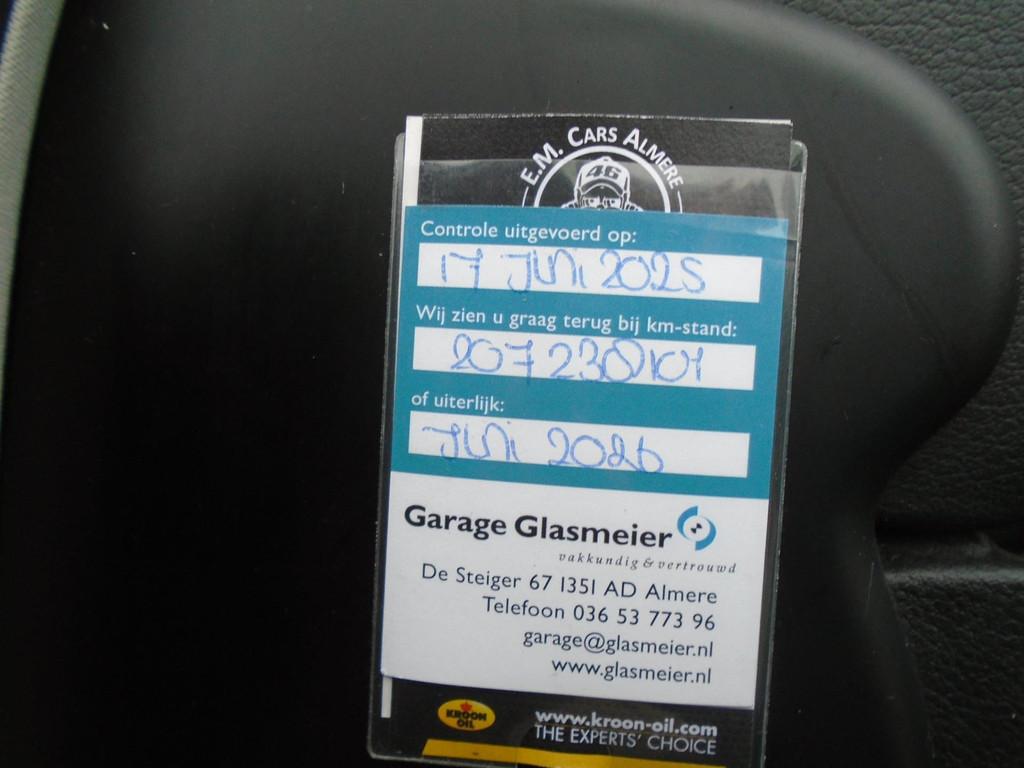 E.M. CARS ALMERE
46
Controle uitgevoerd op:
17 JUNI 2025
Wij zien u graag terug bij km-stand:
of uiterlijk:
JUNI 2026
Garage Glasmeier
vakkundig & vertrouwd
De Steiger 67 1351 AD Almere
Telefoon 036 53 773 96
garage@glasmeier.nl
www.glasmeier.nl
KROON
OIL
www.kroon-oil.com
THE EXPERTS' CHOICE